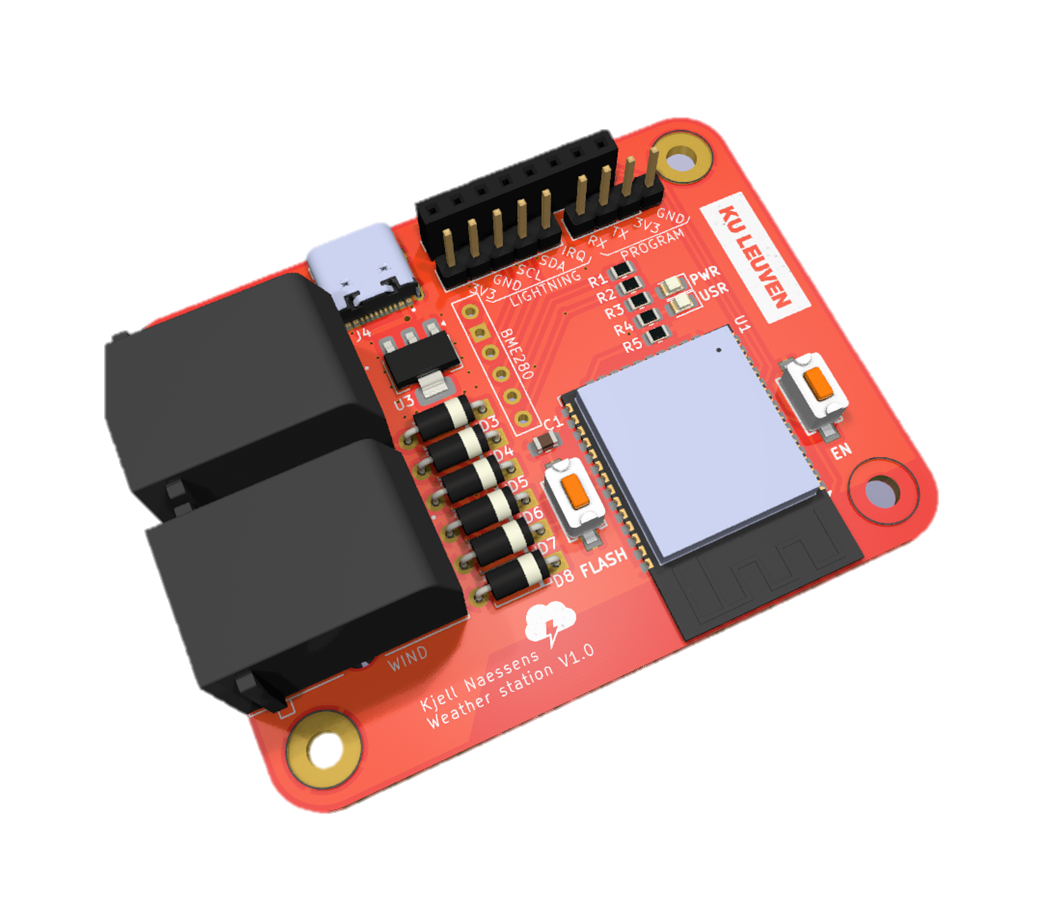 KU LEUVEN
RX TX 3V3 GND
PROGRAM
3V3 GND SCL SDA IRQ
LIGHTNING
PWR
USR
R1
R2
R3
R4
R5
U1
J4
BME280
U3
D3
D4
D5
D6
D7
D8
C1
EN
FLASH
WIND
Kjell Naessens
Weather station V1.0